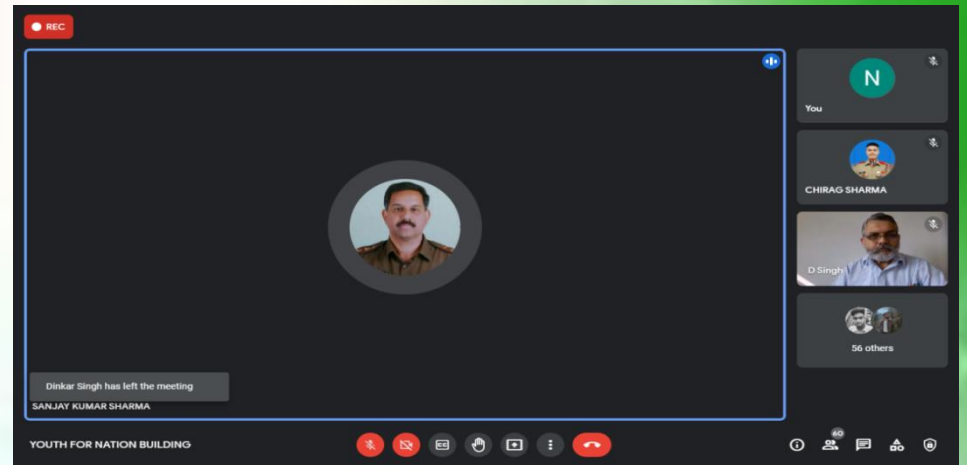 REC
N
You
CHIRAG SHARMA
D Singh
56 others
Dinkar Singh has left the meeting
SANJAY KUMAR SHARMA
YOUTH FOR NATION BUILDING
CC
60